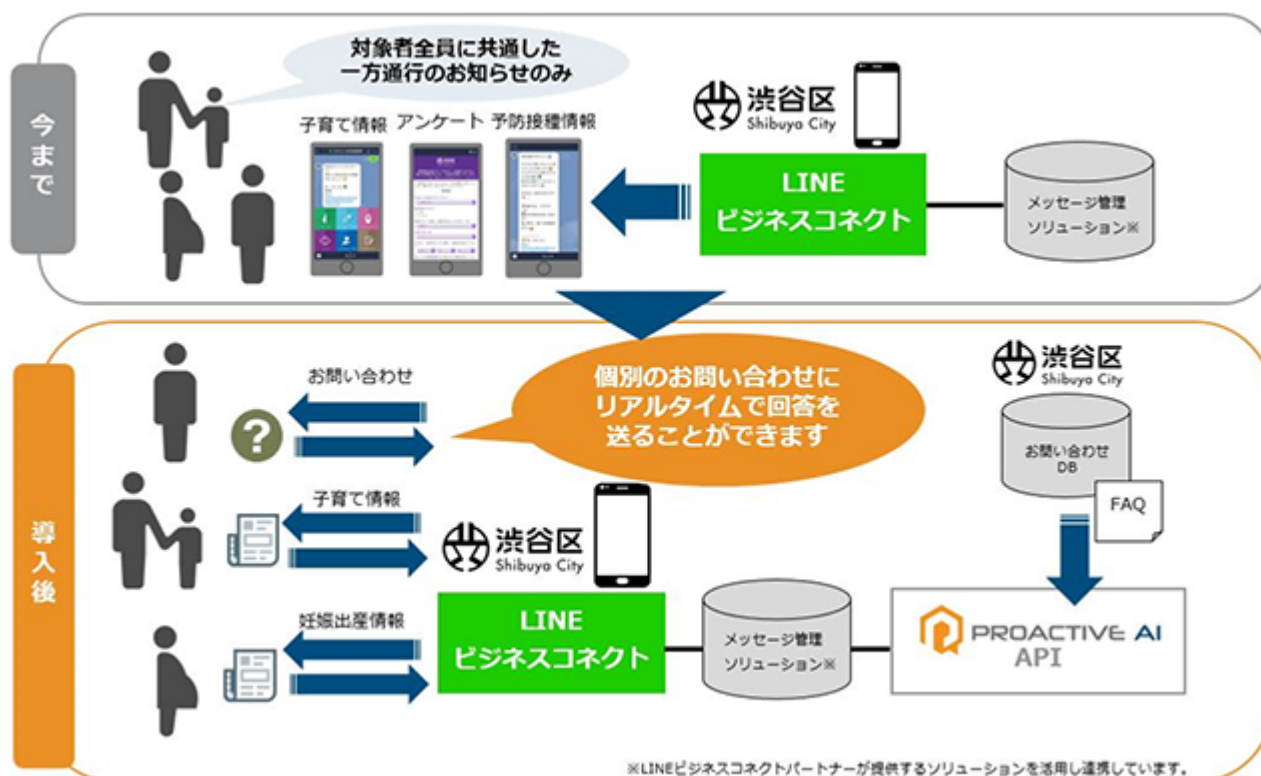 今まで
対象者全員に共通した
一方通行のお知らせのみ
子育て情報
アンケート
予防接種情報
渋谷区
Shibuya City
LINE
ビジネスコネクト
メッセージ管理
ソリューション※
導入後
お問い合わせ
?
個別のお問い合わせに
リアルタイムで回答を
送ることができます
渋谷区
Shibuya City
お問い合わせ
DB
FAQ
子育て情報
渋谷区
Shibuya City
妊娠出産情報
LINE
ビジネスコネクト
メッセージ管理
ソリューション※
PROACTIVE AI
API
※LINEビジネスコネクトパートナーが提供するソリューションを活用し連携しています。